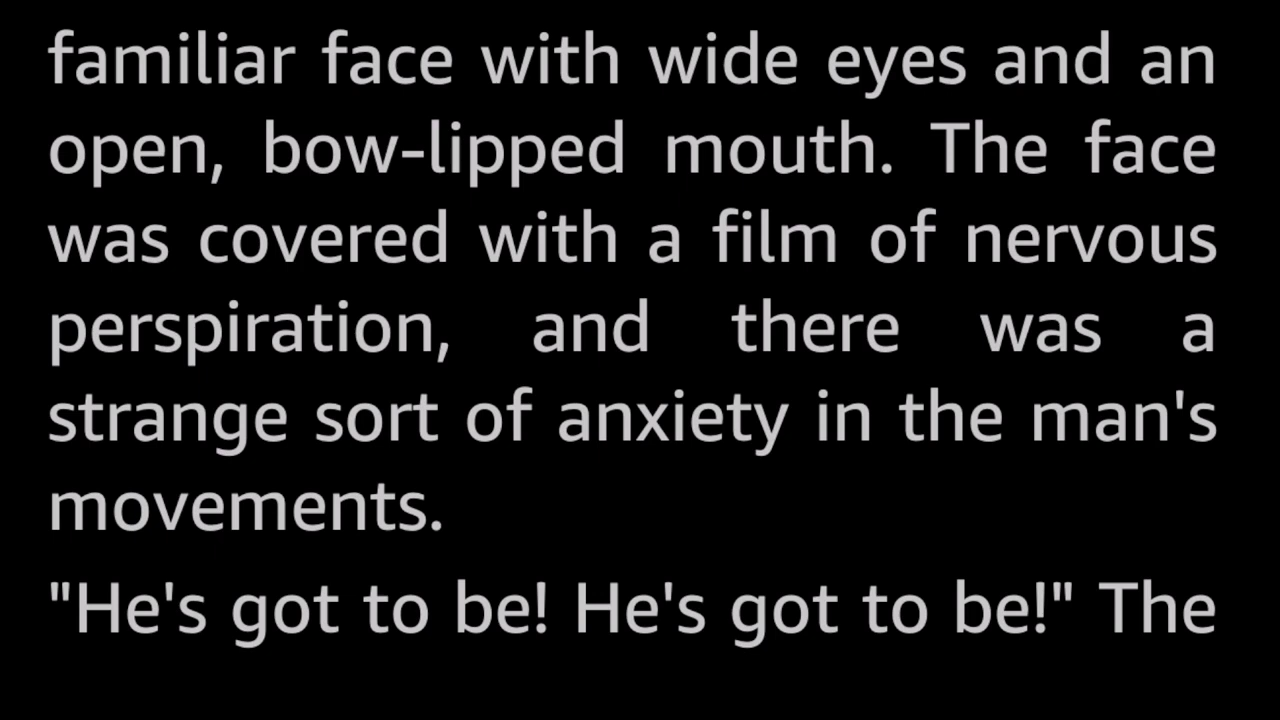 familiar face with wide eyes and an
open, bow-lipped mouth. The face
was covered with a film of nervous
perspiration, and there was a
strange sort of anxiety in the man's
movements.
"He's got to be! He's got to be!" The